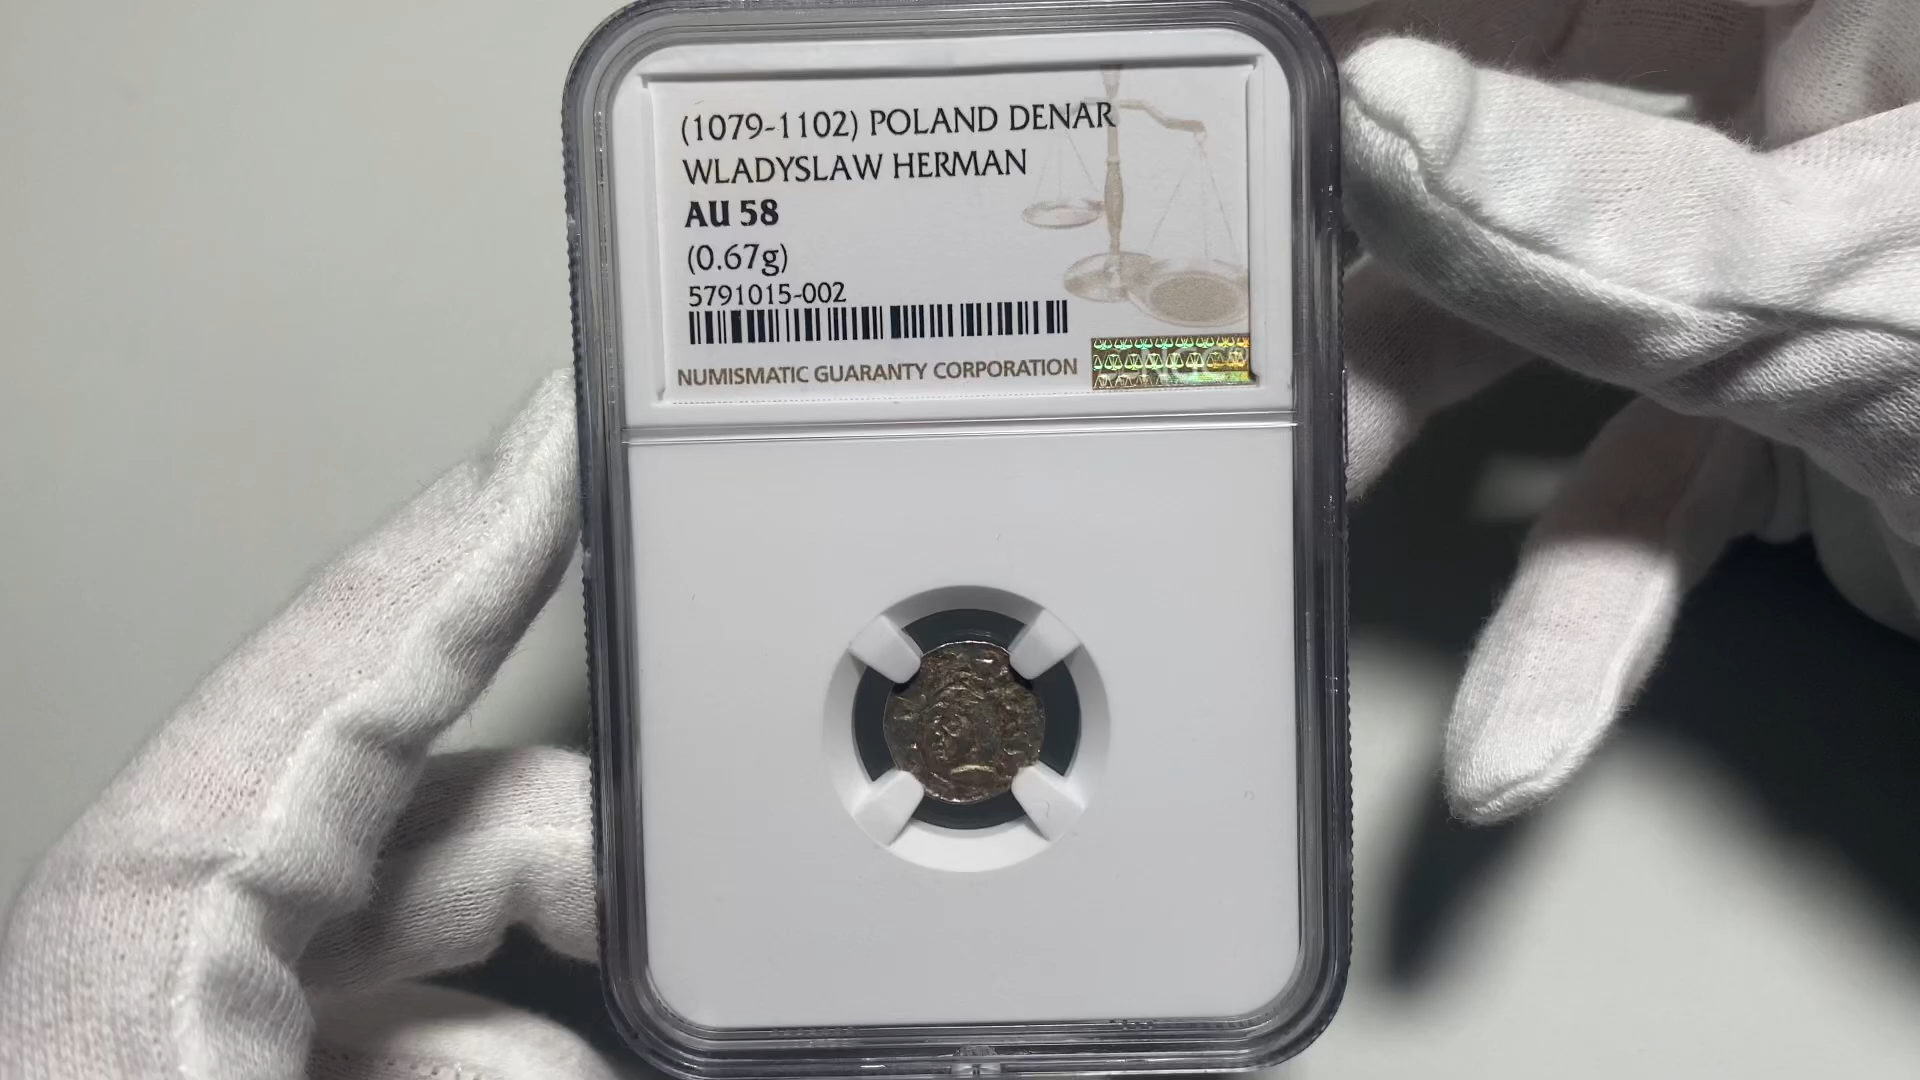 (1079-1102) POLAND DENAR
WLADYSLAW HERMAN
AU 58
(0.67g)
5791015-002
NUMISMATIC GUARANTY CORPORATION